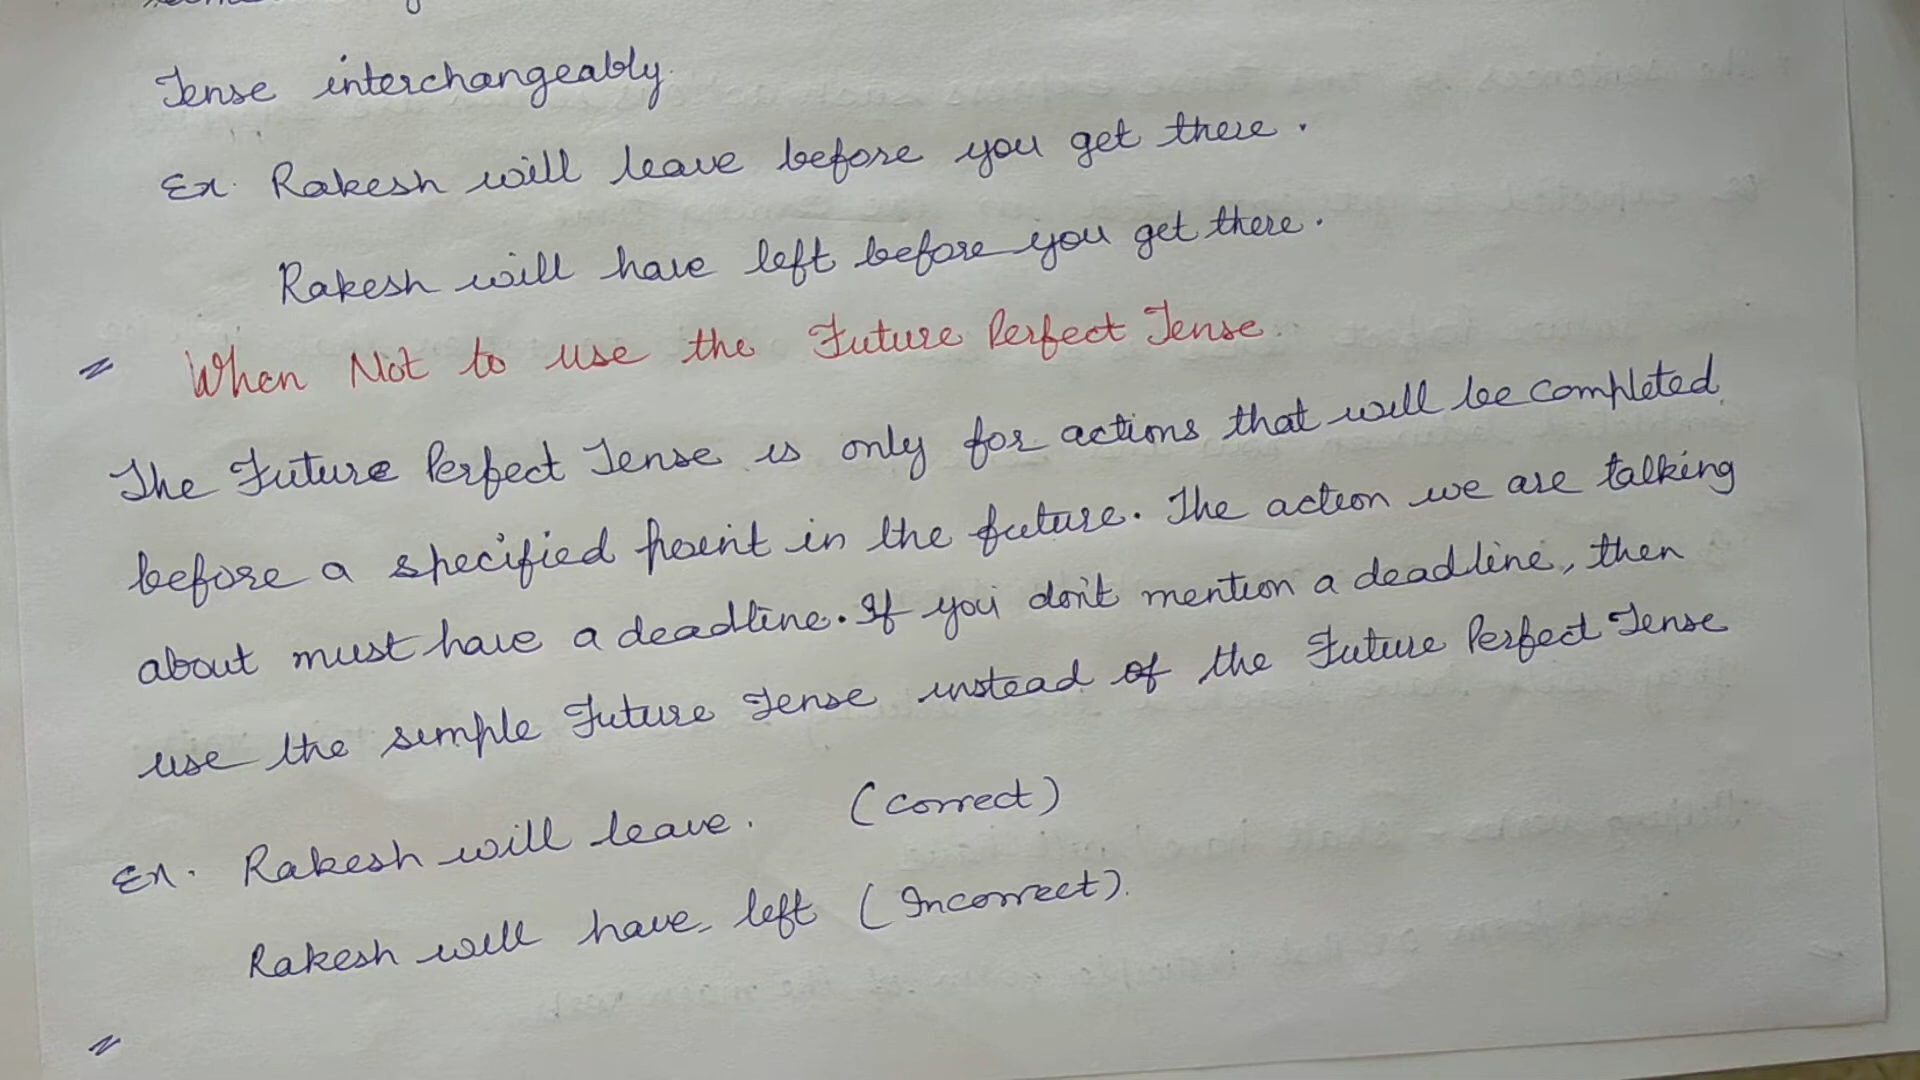 Tense interchangeably.
Ex. Rakesh will leave before you get there.
Rakesh will have left before you get there.
When Not to use the Future Perfect Tense.
The Future Perfect Tense is only for actions that will be completed
before a specified point in the future. The action we are talking
about must have a deadline. If you don't mention a deadline, then
use the simple Future Tense instead of the Future Perfect Tense
Ex. Rakesh will leave. (correct)
Rakesh will have left (Incorrect).